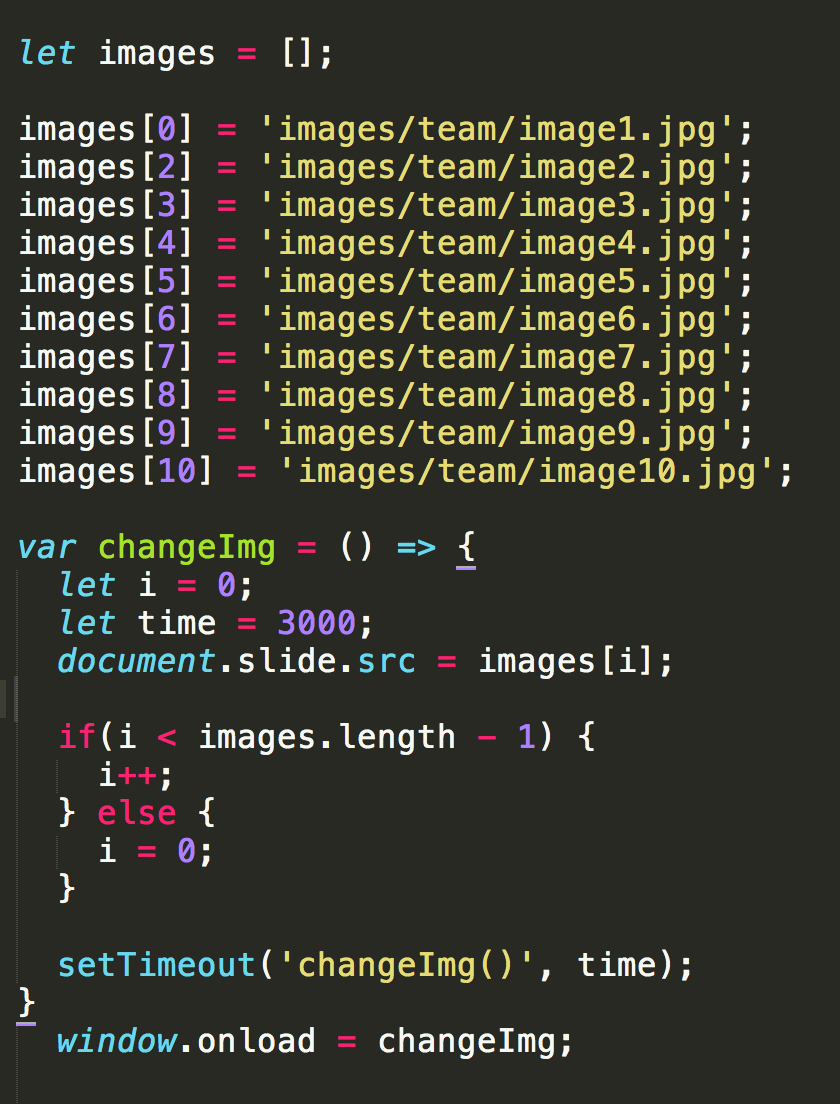 let images = [];

images[0] = 'images/team/image1.jpg';
images[2] = 'images/team/image2.jpg';
images[3] = 'images/team/image3.jpg';
images[4] = 'images/team/image4.jpg';
images[5] = 'images/team/image5.jpg';
images[6] = 'images/team/image6.jpg';
images[7] = 'images/team/image7.jpg';
images[8] = 'images/team/image8.jpg';
images[9] = 'images/team/image9.jpg';
images[10] = 'images/team/image10.jpg';

var changeImg = () => {
  let i = 0;
  let time = 3000;
  document.slide.src = images[i];

  if(i < images.length - 1) {
    i++;
  } else {
    i = 0;
  }

  setTimeout('changeImg()', time);
}
  window.onload = changeImg;